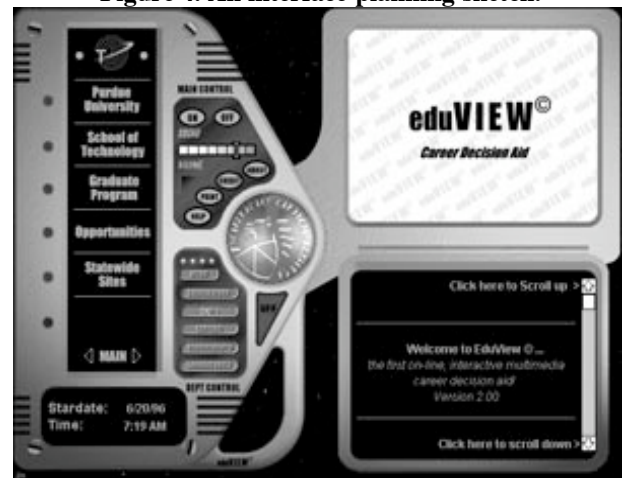 MAIN CONTROL
ON OFF
Purdue
University
School of
Technology
Graduate
Program
Opportunities
Statewide
Sites
MAIN
ABOUT
PRINT
HELP
DEPT CONTROL
Stardate: 6/20/96
Time: 7:19 AM
eduVIEW
eduVIEW©
Career Decision Aid
Click here to Scroll up >
Welcome to EduView ©...
the first on-line, interactive multimedia
career decision aid!
Version 2.00
Click here to scroll down >